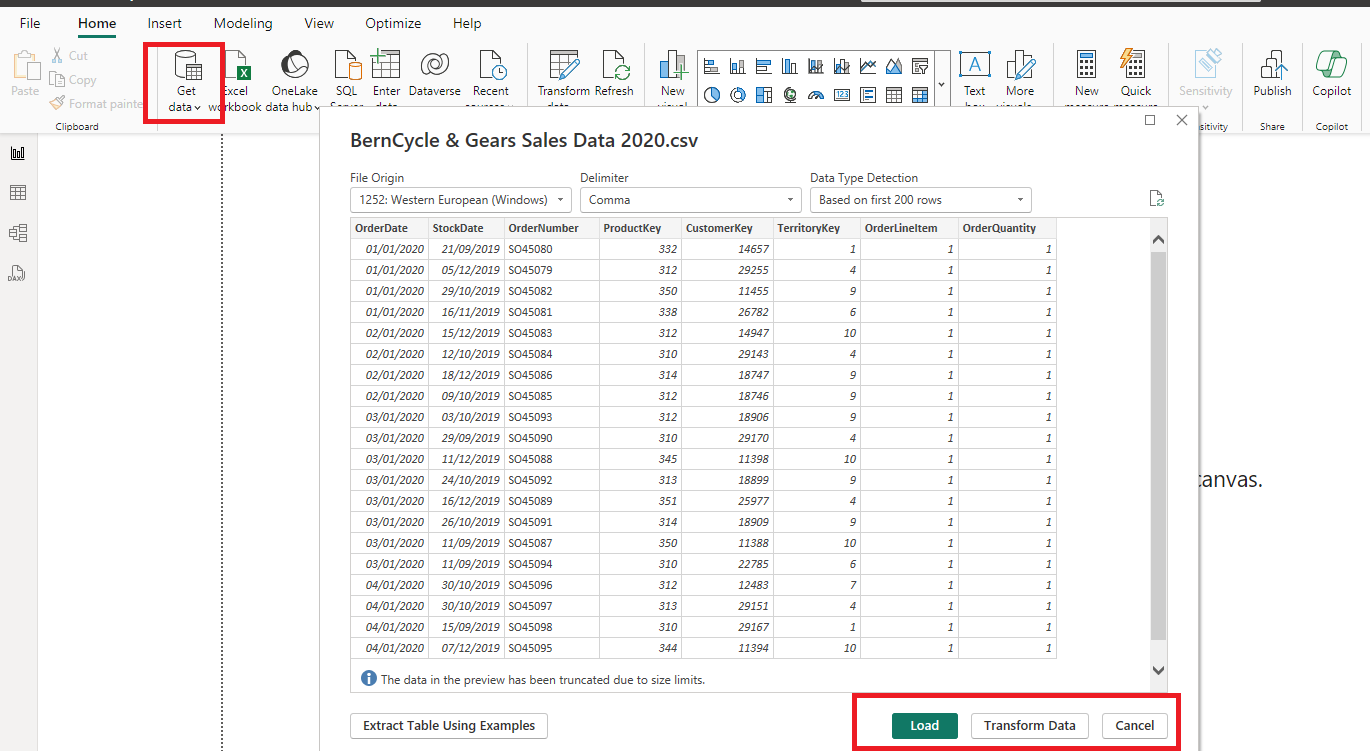 File Home Insert Modeling View Optimize Help
Paste
Cut
Copy
Format painte
Clipboard
Get data
Excel workbook
OneLake data hub
SQL
Enter
Dataverse
Recent
Transform
Refresh
New
Text
More
New
Quick
Sensitivity
Publish
Copilot
sitivity
Share
Copilot
BernCycle & Gears Sales Data 2020.csv
File Origin Delimiter Data Type Detection
1252: Western European (Windows) Comma Based on first 200 rows
OrderDate StockDate OrderNumber ProductKey CustomerKey TerritoryKey OrderLineItem OrderQuantity
01/01/2020 21/09/2019 SO45080 332 14657 1 1 1
01/01/2020 05/12/2019 SO45079 312 29255 4 1 1
01/01/2020 29/10/2019 SO45082 350 11455 9 1 1
01/01/2020 16/11/2019 SO45081 338 26782 6 1 1
02/01/2020 15/12/2019 SO45083 312 14947 10 1 1
02/01/2020 12/10/2019 SO45084 310 29143 4 1 1
02/01/2020 18/12/2019 SO45086 314 18747 9 1 1
02/01/2020 09/10/2019 SO45085 312 18746 9 1 1
03/01/2020 03/10/2019 SO45093 312 18906 9 1 1
03/01/2020 29/09/2019 SO45090 310 29170 4 1 1
03/01/2020 11/12/2019 SO45088 345 11398 10 1 1
03/01/2020 24/10/2019 SO45092 313 18899 9 1 1
03/01/2020 16/12/2019 SO45089 351 25977 4 1 1
03/01/2020 26/10/2019 SO45091 314 18909 9 1 1
03/01/2020 11/09/2019 SO45087 350 11388 10 1 1
03/01/2020 11/09/2019 SO45094 310 22785 6 1 1
04/01/2020 30/10/2019 SO45096 312 12483 7 1 1
04/01/2020 30/10/2019 SO45097 313 29151 4 1 1
04/01/2020 15/09/2019 SO45098 310 29167 1 1 1
04/01/2020 07/12/2019 SO45095 344 11394 10 1 1
The data in the preview has been truncated due to size limits.
Extract Table Using Examples Load Transform Data Cancel
canvas.